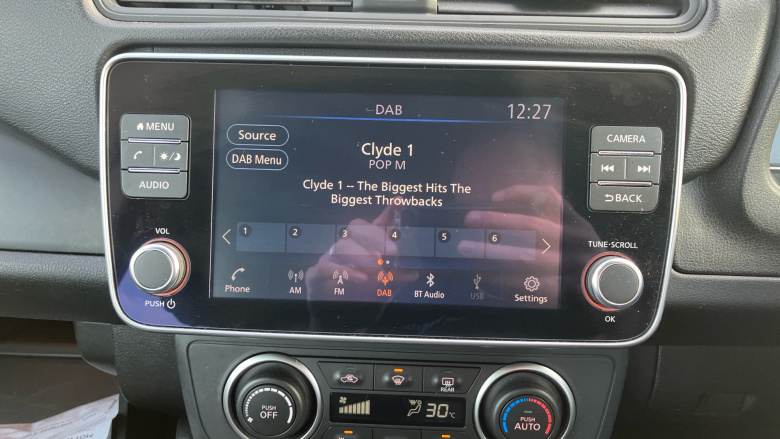 DAB
12:27
MENU
AUDIO
VOL
PUSH
Source
DAB Menu
Clyde 1
POP M
Clyde 1 -- The Biggest Hits The
Biggest Throwbacks
1 2 3 4 5 6
Phone AM FM DAB BT Audio USB Settings
CAMERA
BACK
TUNE·SCROLL
OK
PUSH
OFF
REAR
30°C
PUSH
AUTO